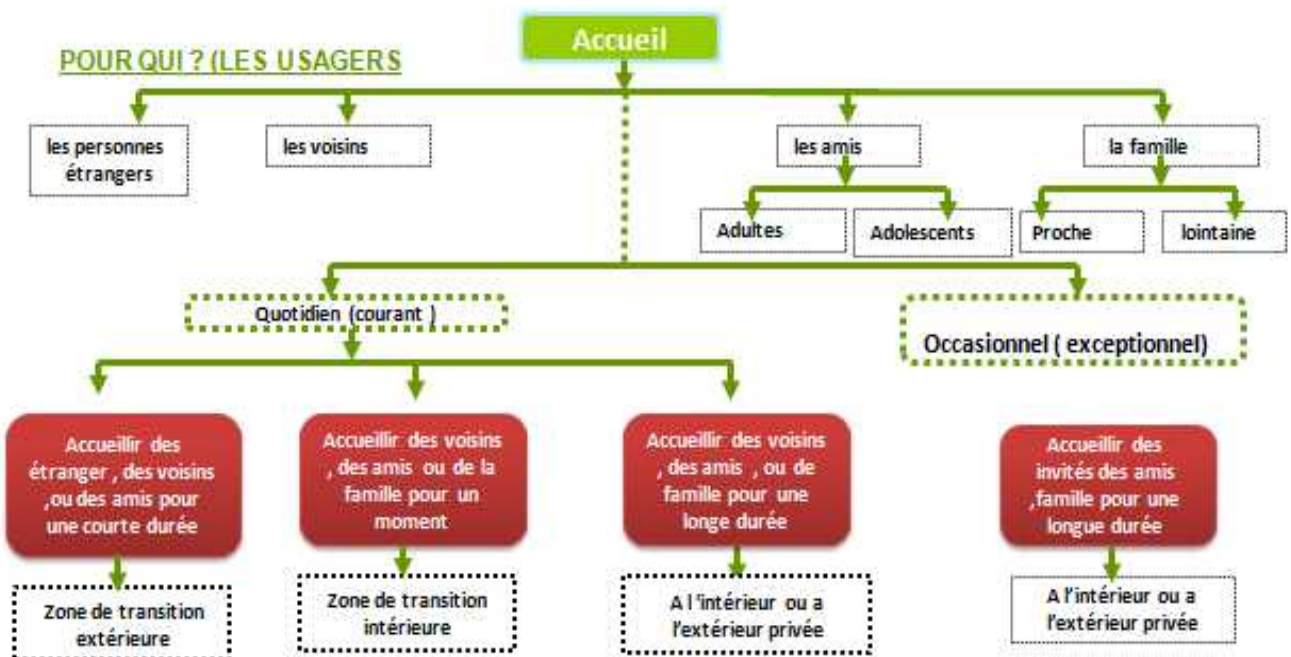 Accueil
POUR QUI ? (LES USAGERS
les personnes
étrangers
les voisins
les amis
la famille
Adultes
Adolescents
Proche
lointaine
Quotidien (courant )
Occasionnel ( exceptionnel)
Accueillir des
étranger , des voisins
,ou des amis pour
une courte durée
Accueillir des voisins
, des amis ou de la
famille pour un
moment
Accueillir des voisins
, des amis , ou de
famille pour une
longe durée
Accueillir des
invités des amis
,famille pour une
longue durée
Zone de transition
extérieure
Zone de transition
intérieure
A l'intérieur ou a
l'extérieur privée
A l'intérieur ou a
l'extérieur privée